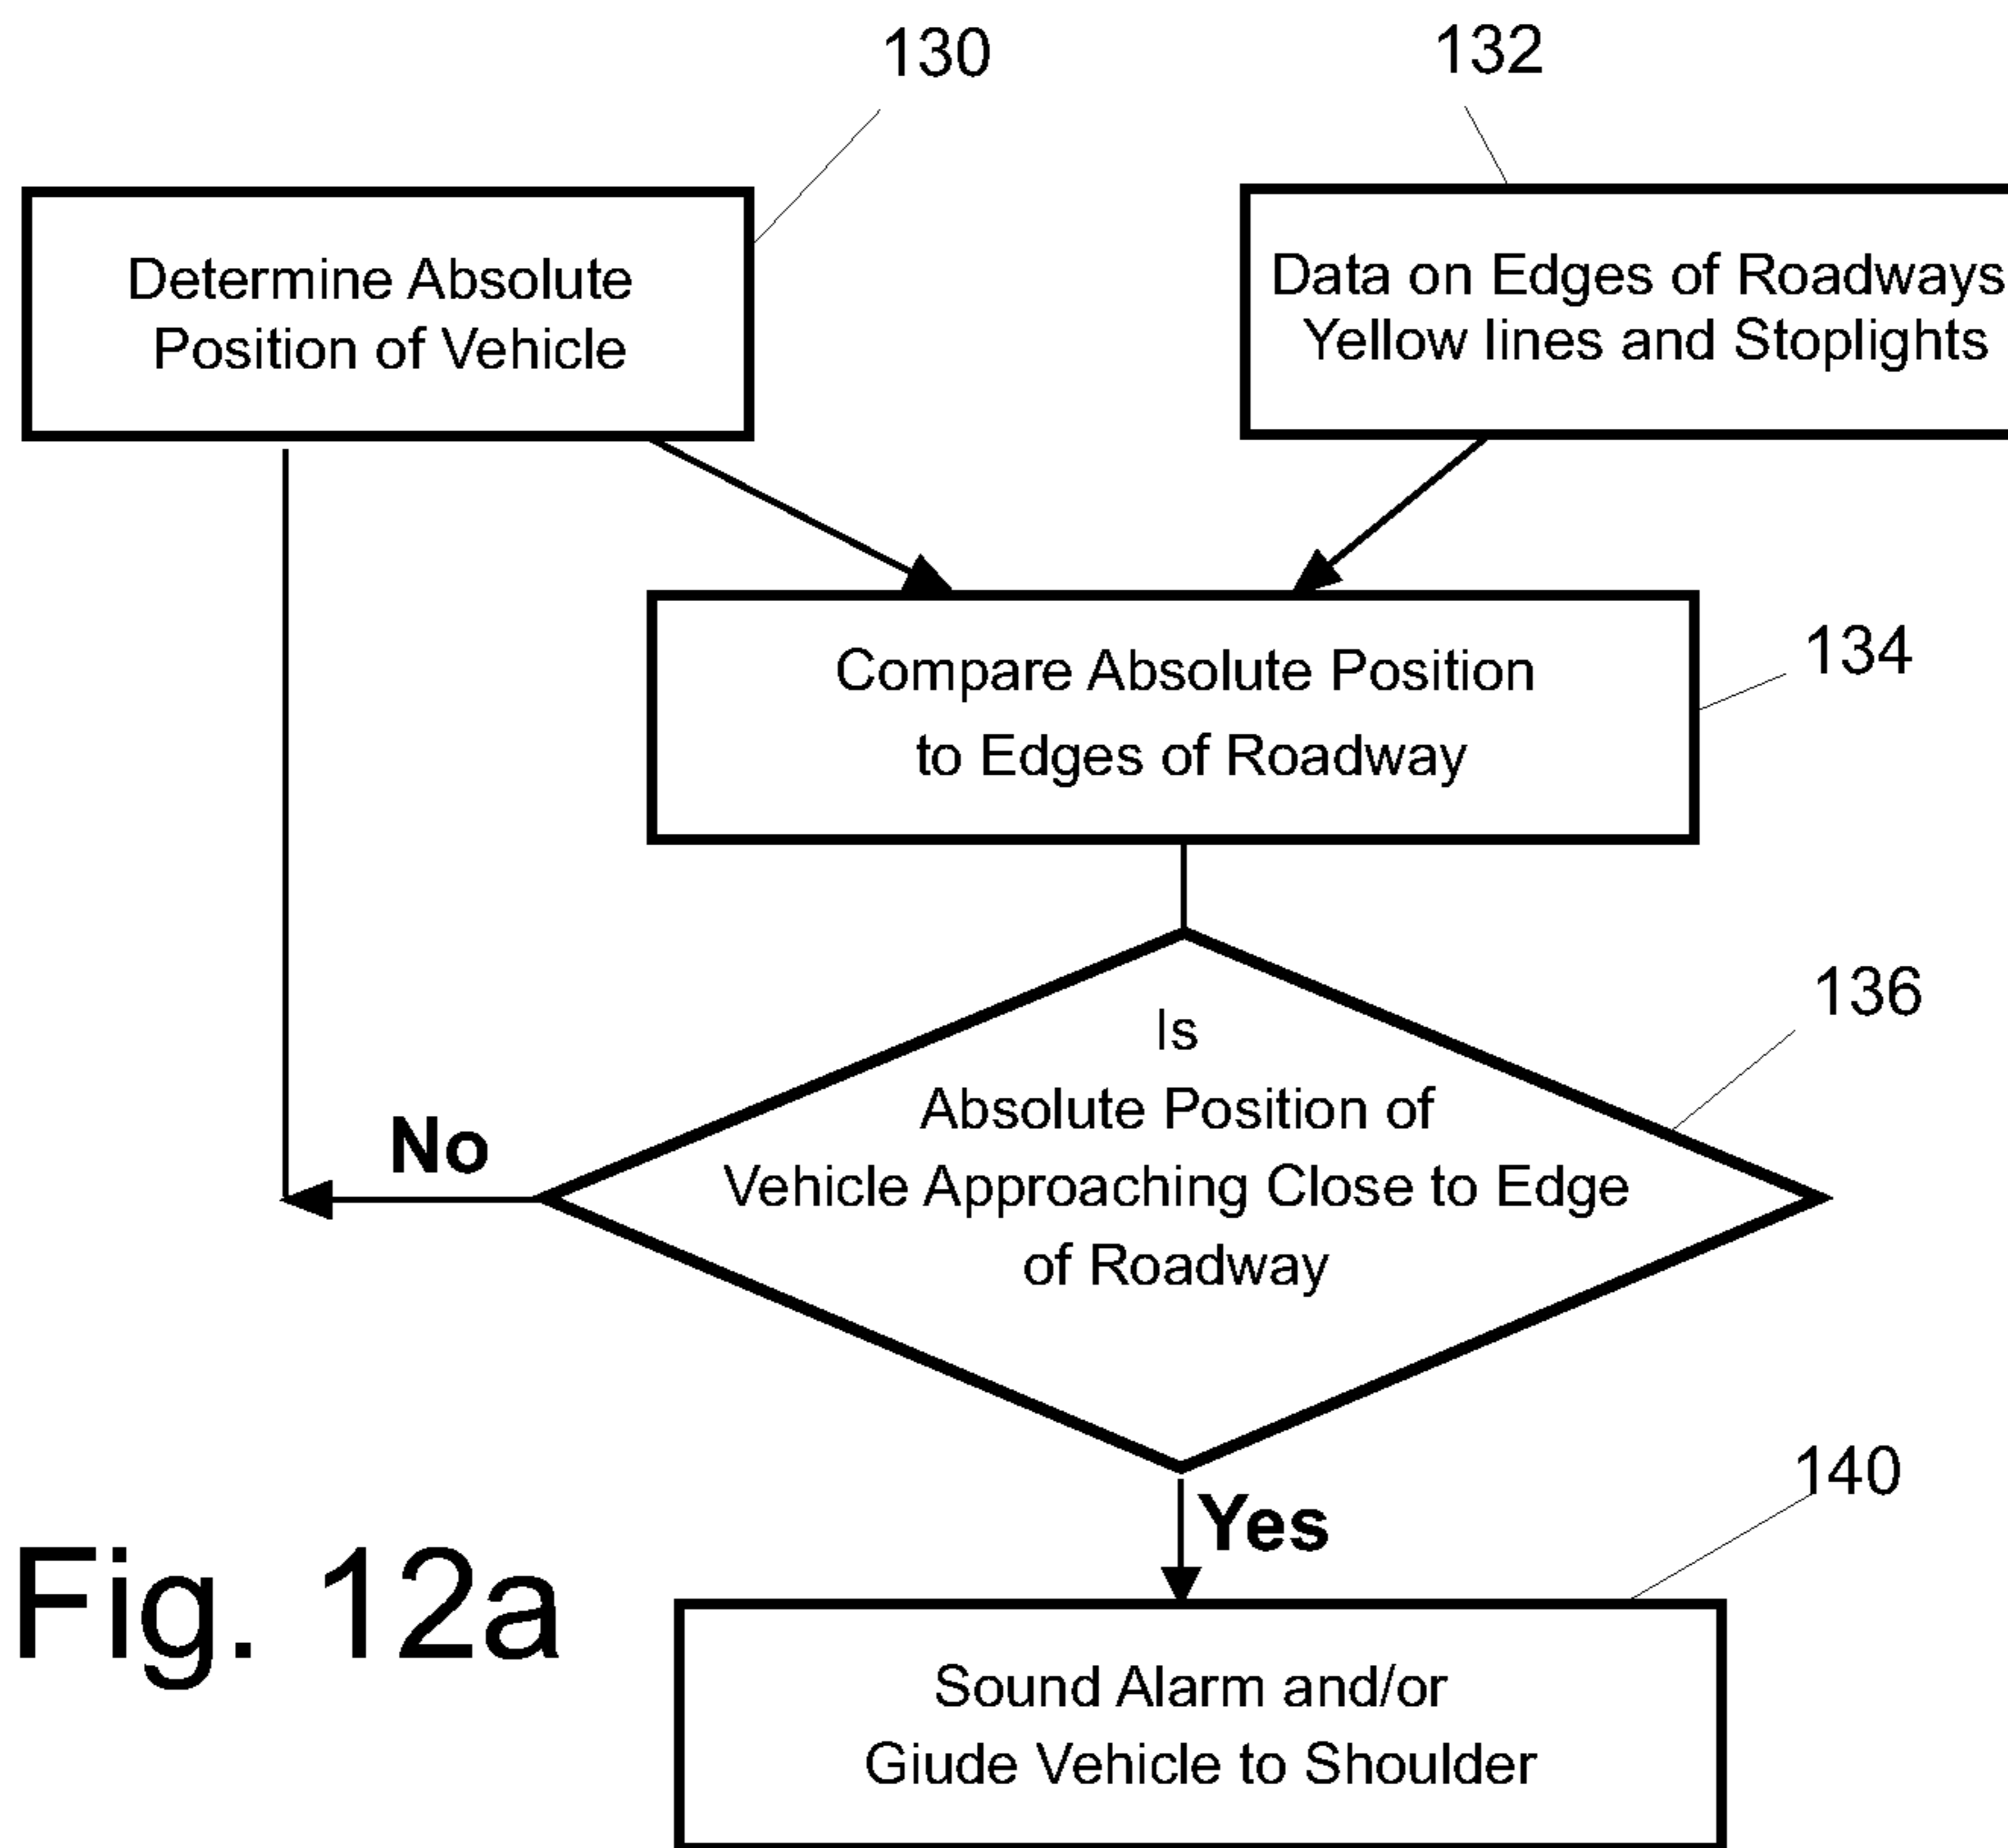 130
132
Determine Absolute
Position of Vehicle
Data on Edges of Roadways
Yellow lines and Stoplights
Compare Absolute Position
to Edges of Roadway
134
136
Is
Absolute Position of
Vehicle Approaching Close to Edge
of Roadway
No
Yes
140
Fig. 12a
Sound Alarm and/or
Giude Vehicle to Shoulder